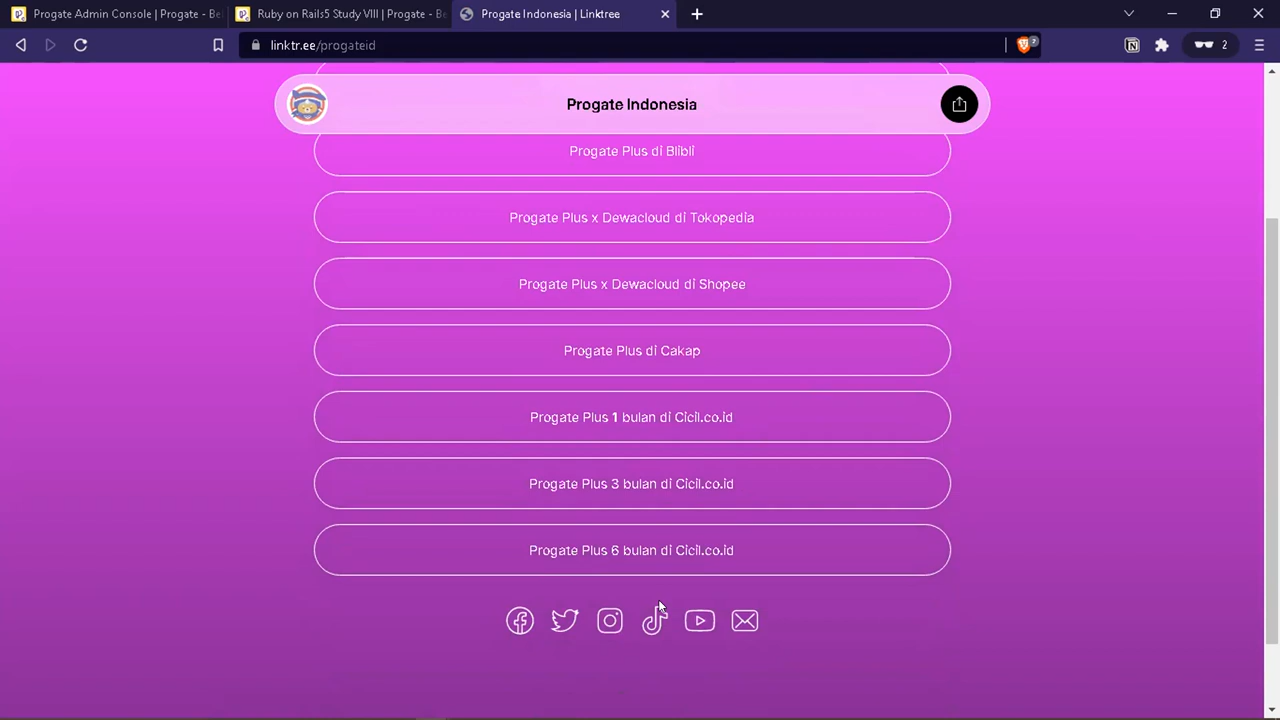 Progate Admin Console | Progate - Be
Ruby on Rails5 Study VIII | Progate - Be
Progate Indonesia | Linktree
linktr.ee/progateid
2
2
Progate Indonesia
Progate Plus di Blibli
Progate Plus x Dewacloud di Tokopedia
Progate Plus x Dewacloud di Shopee
Progate Plus di Cakap
Progate Plus 1 bulan di Cicil.co.id
Progate Plus 3 bulan di Cicil.co.id
Progate Plus 6 bulan di Cicil.co.id